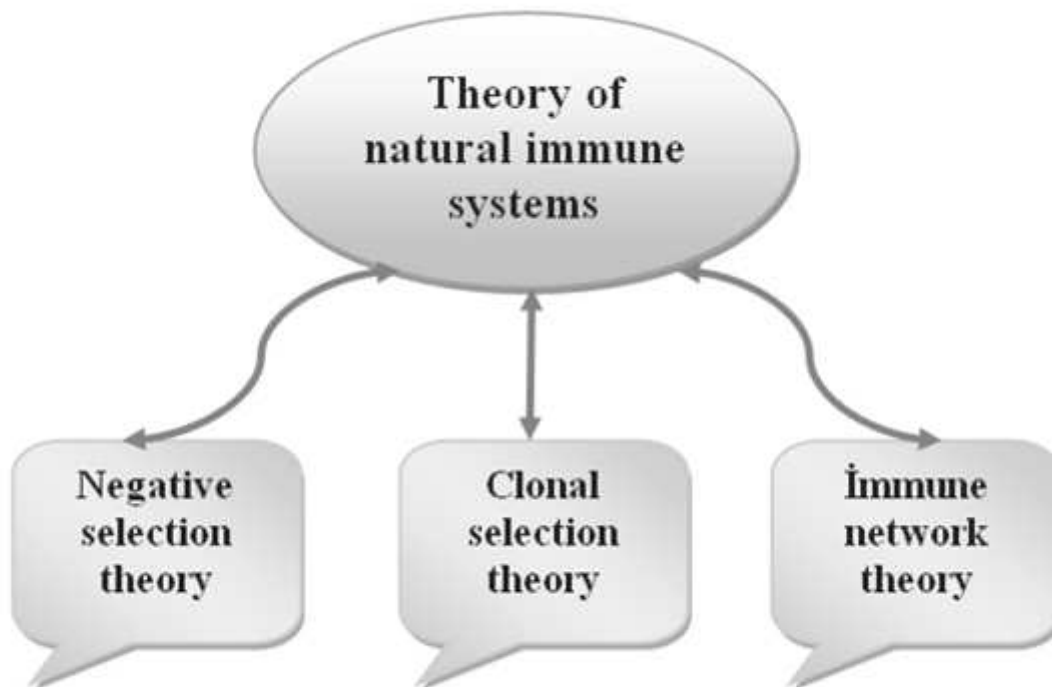 Theory of
natural immune
systems
Negative
selection
theory
Clonal
selection
theory
İmmune
network
theory